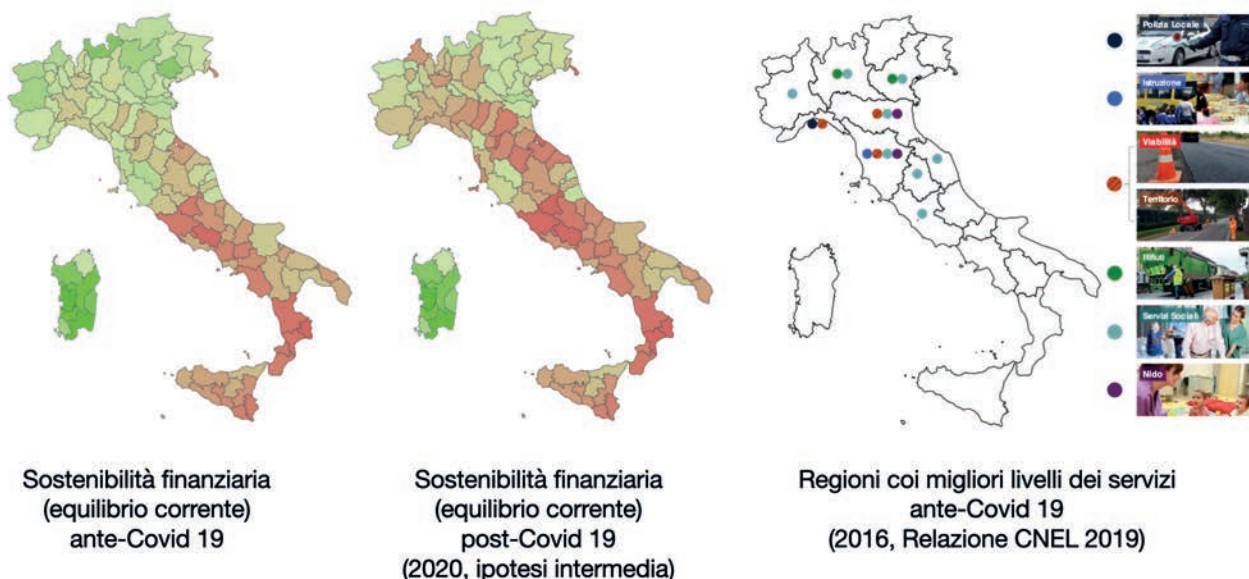 Polizia Locale
Istruzione
Viabilità
Territorio
Rifiuti
Servizi Sociali
Nido
Sostenibilità finanziaria
(equilibrio corrente)
ante-Covid 19
Sostenibilità finanziaria
(equilibrio corrente)
post-Covid 19
(2020, ipotesi intermedia)
Regioni coi migliori livelli dei servizi
ante-Covid 19
(2016, Relazione CNEL 2019)